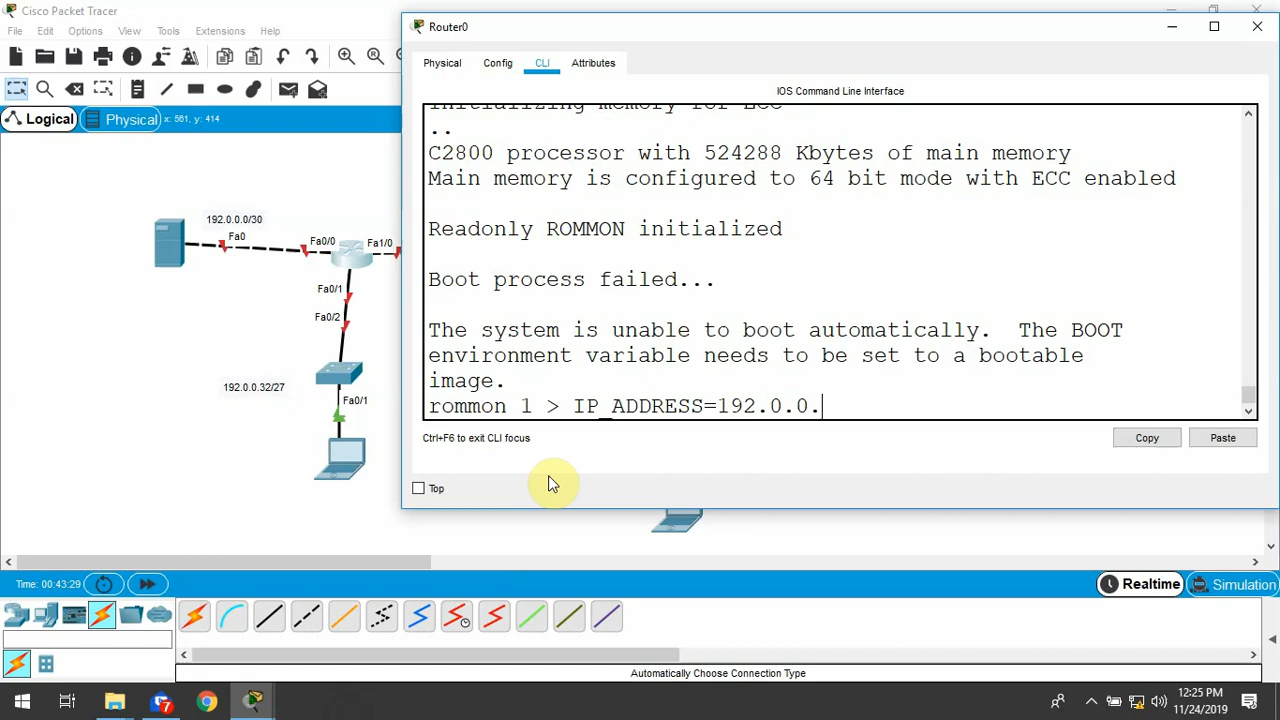 Cisco Packet Tracer
File Edit Options View Tools Extensions Help
Logical Physical x: 561, y: 414
Router0
Physical Config CLI Attributes
IOS Command Line Interface
Initializing memory for ECC
..
C2800 processor with 524288 Kbytes of main memory
Main memory is configured to 64 bit mode with ECC enabled
Readonly ROMMON initialized
Boot process failed...
The system is unable to boot automatically. The BOOT
environment variable needs to be set to a bootable
image.
rommon 1 > IP_ADDRESS=192.0.0.
Ctrl+F6 to exit CLI focus
Copy Paste
Top
192.0.0.0/30
Fa0
Fa0/0
Fa1/0
Fa0/1
Fa0/2
192.0.0.32/27
Fa0/1
Time: 00:43:29
Realtime Simulation
Automatically Choose Connection Type
12:25 PM
11/24/2019